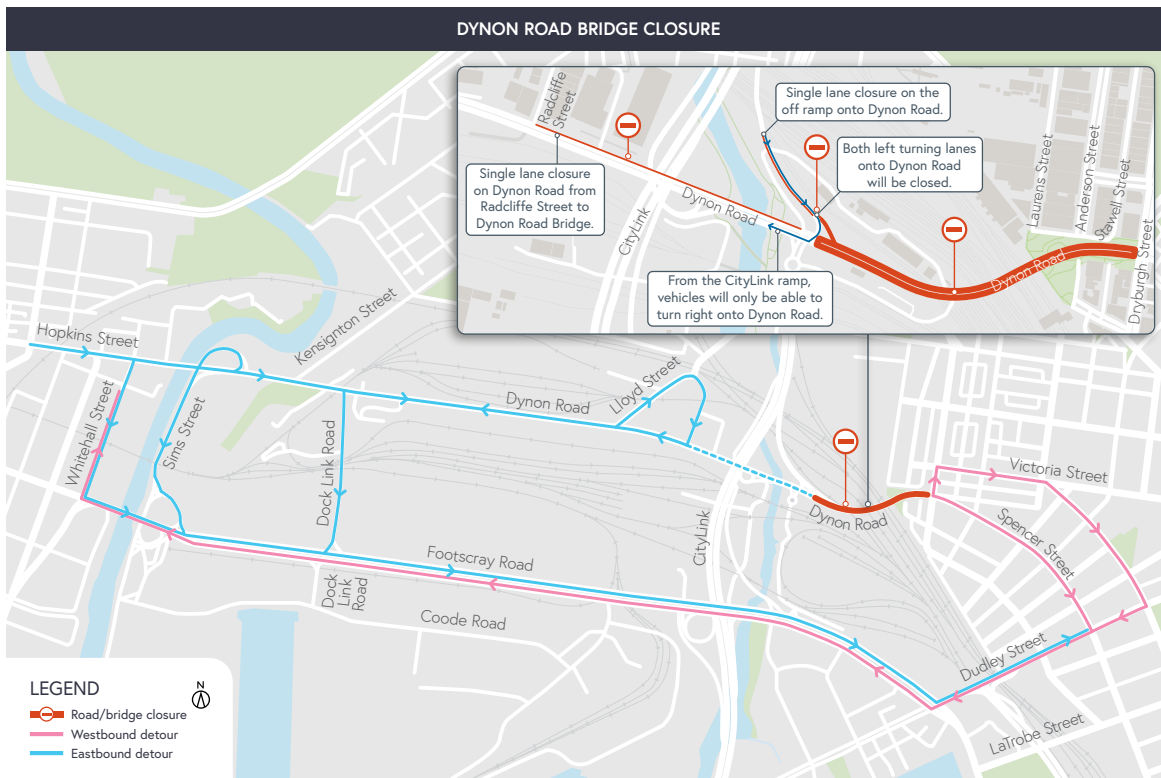 DYNON ROAD BRIDGE CLOSURE
Radcliffe
Street
Single lane closure on the
off ramp onto Dynon Road.
Both left turning lanes
onto Dynon Road
will be closed.
Single lane closure
on Dynon Road from
Radcliffe Street to
Dynon Road Bridge.
Laurens Street
Anderson Street
Stawell Street
Dryburgh Street
CityLink
Dynon Road
Dynon Road
From the CityLink ramp,
vehicles will only be able to
turn right onto Dynon Road.
Hopkins Street
Kensignton Street
Whitehall Street
Sims Street
Dock Link Road
Dynon Road
Lloyd Street
Victoria Street
Dynon Road
Spencer Street
CityLink
Footscray Road
Dock
Link
Road
Coode Road
Dudley Street
LaTrobe Street
LEGEND
N
Road/bridge closure
Westbound detour
Eastbound detour